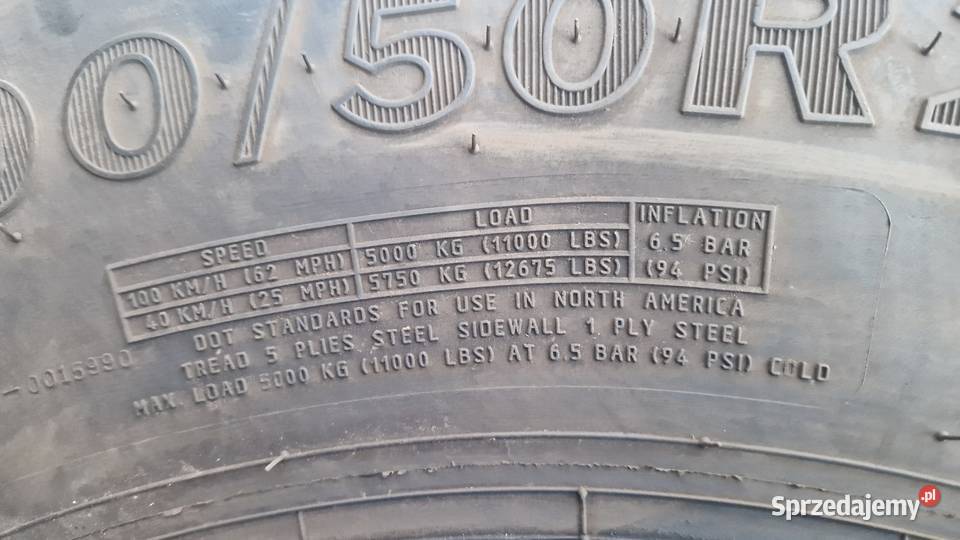 00/50R
SPEED LOAD INFLATION
100 KM/H (62 MPH) 5000 KG (11000 LBS) 6.5 BAR
40 KM/H (25 MPH) 5750 KG (12675 LBS) (94 PSI)
DOT STANDARDS FOR USE IN NORTH AMERICA
TREAD 5 PLIES STEEL SIDEWALL 1 PLY STEEL
MAX. LOAD 5000 KG (11000 LBS) AT 6.5 BAR (94 PSI) COLD
-0015990
Sprzedajemy.pl